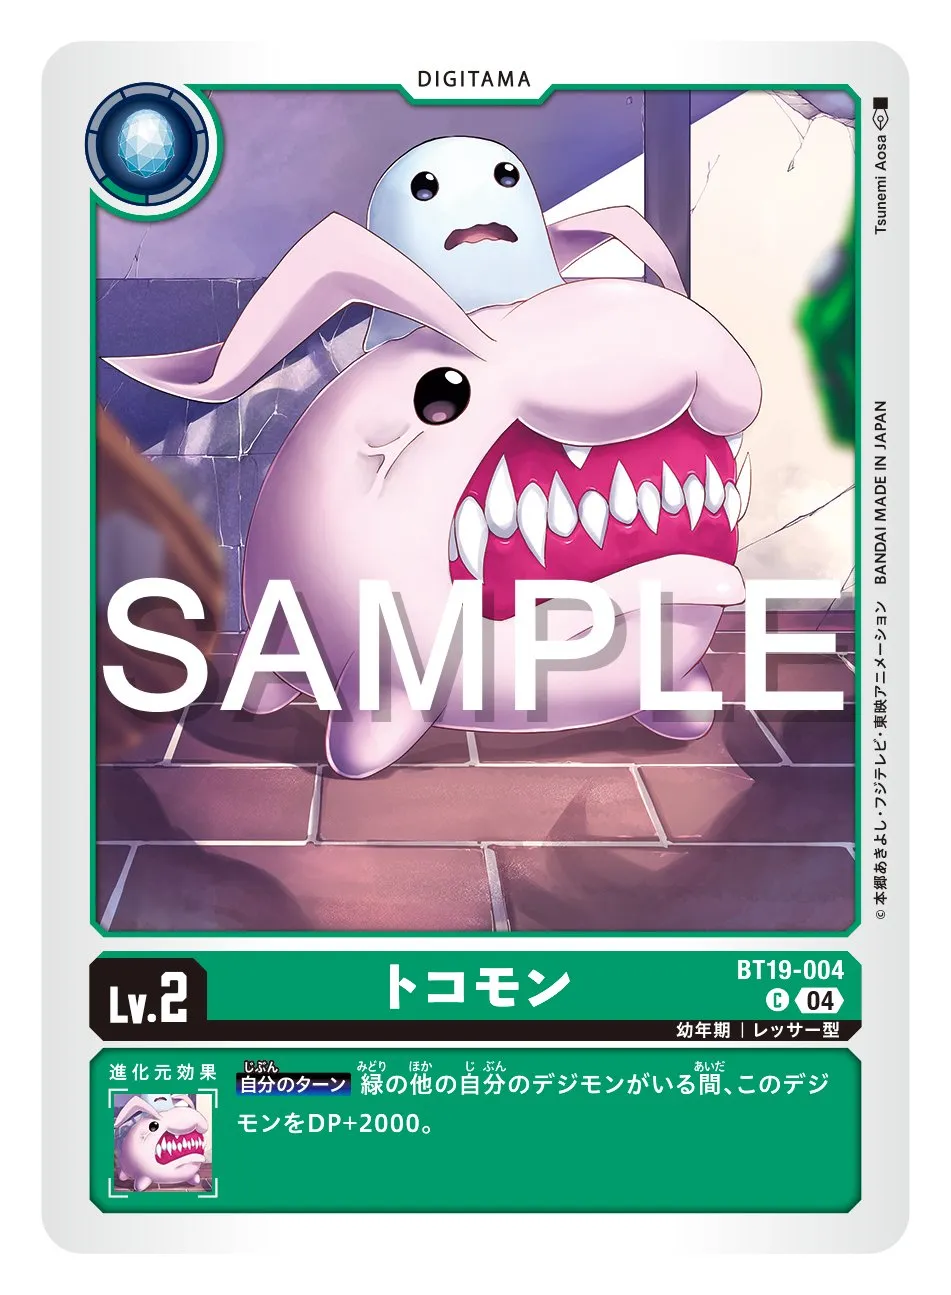 DIGITAMA
Tsunemi Aosa
BANDAI MADE IN JAPAN
© 本郷あきよし・フジテレビ・東映アニメーション
SAMPLE
Lv.2
トコモン
BT19-004
C 04
幼年期｜レッサー型
進化元効果
じぶん みどり ほか じぶん あいだ
自分のターン 緑の他の自分のデジモンがいる間、このデジ
モンをDP+2000。